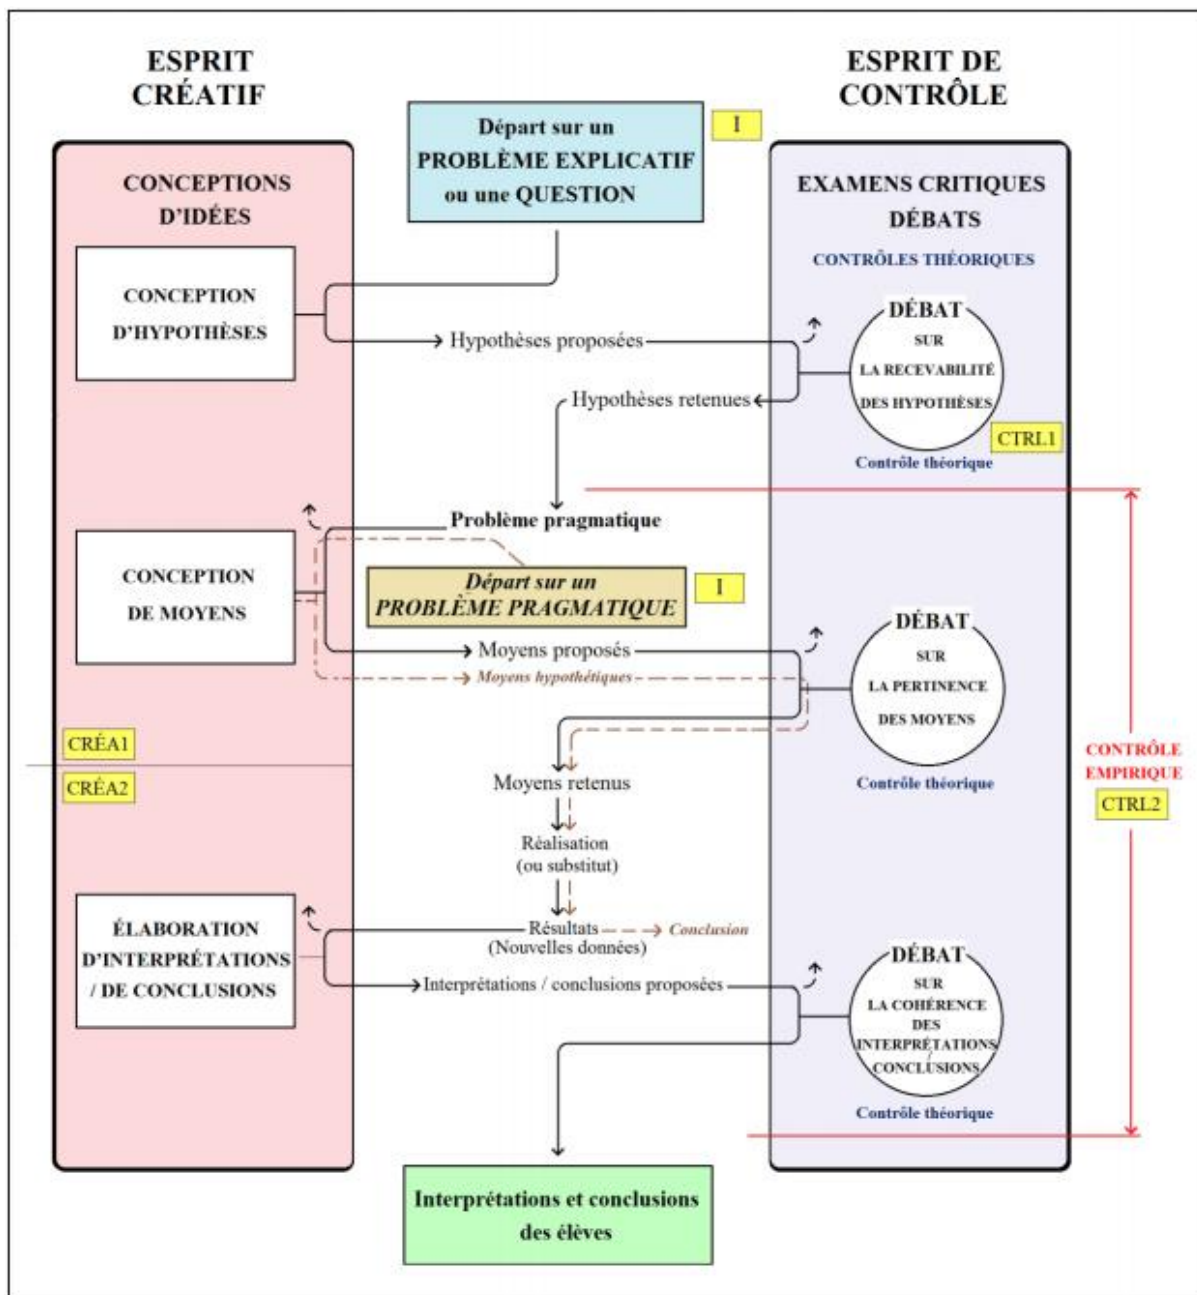 ESPRIT
CRÉATIF
ESPRIT DE
CONTRÔLE
Départ sur un
PROBLÈME EXPLICATIF
ou une QUESTION
I
CONCEPTIONS
D'IDÉES
EXAMENS CRITIQUES
DÉBATS
CONTRÔLES THÉORIQUES
CONCEPTION
D'HYPOTHÈSES
Hypothèses proposées
DÉBAT
SUR
LA RECEVABILITÉ
DES HYPOTHÈSES
Hypothèses retenues
CTRL1
Contrôle théorique
Problème pragmatique
CONCEPTION
DE MOYENS
Départ sur un
PROBLÈME PRAGMATIQUE
I
Moyens proposés
Moyens hypothétiques
DÉBAT
SUR
LA PERTINENCE
DES MOYENS
Contrôle théorique
CRÉA1
CRÉA2
CONTRÔLE
EMPIRIQUE
CTRL2
Moyens retenus
Réalisation
(ou substitut)
Résultats
(Nouvelles données)
Conclusion
ÉLABORATION
D'INTERPRÉTATIONS
/ DE CONCLUSIONS
Interprétations / conclusions proposées
DÉBAT
SUR
LA COHÉRENCE
DES
INTERPRÉTATIONS
/
CONCLUSIONS
Contrôle théorique
Interprétations et conclusions
des élèves